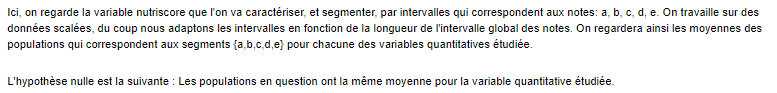 Ici, on regarde la variable nutriscore que l'on va caractériser, et segmenter, par intervalles qui correspondent aux notes: a, b, c, d, e. On travaille sur des
données scalées, du coup nous adaptons les intervalles en fonction de la longueur de l'intervalle global des notes. On regardera ainsi les moyennes des
populations qui correspondent aux segments {a,b,c,d,e} pour chacune des variables quantitatives étudiée.
L'hypothèse nulle est la suivante : Les populations en question ont la même moyenne pour la variable quantitative étudiée.